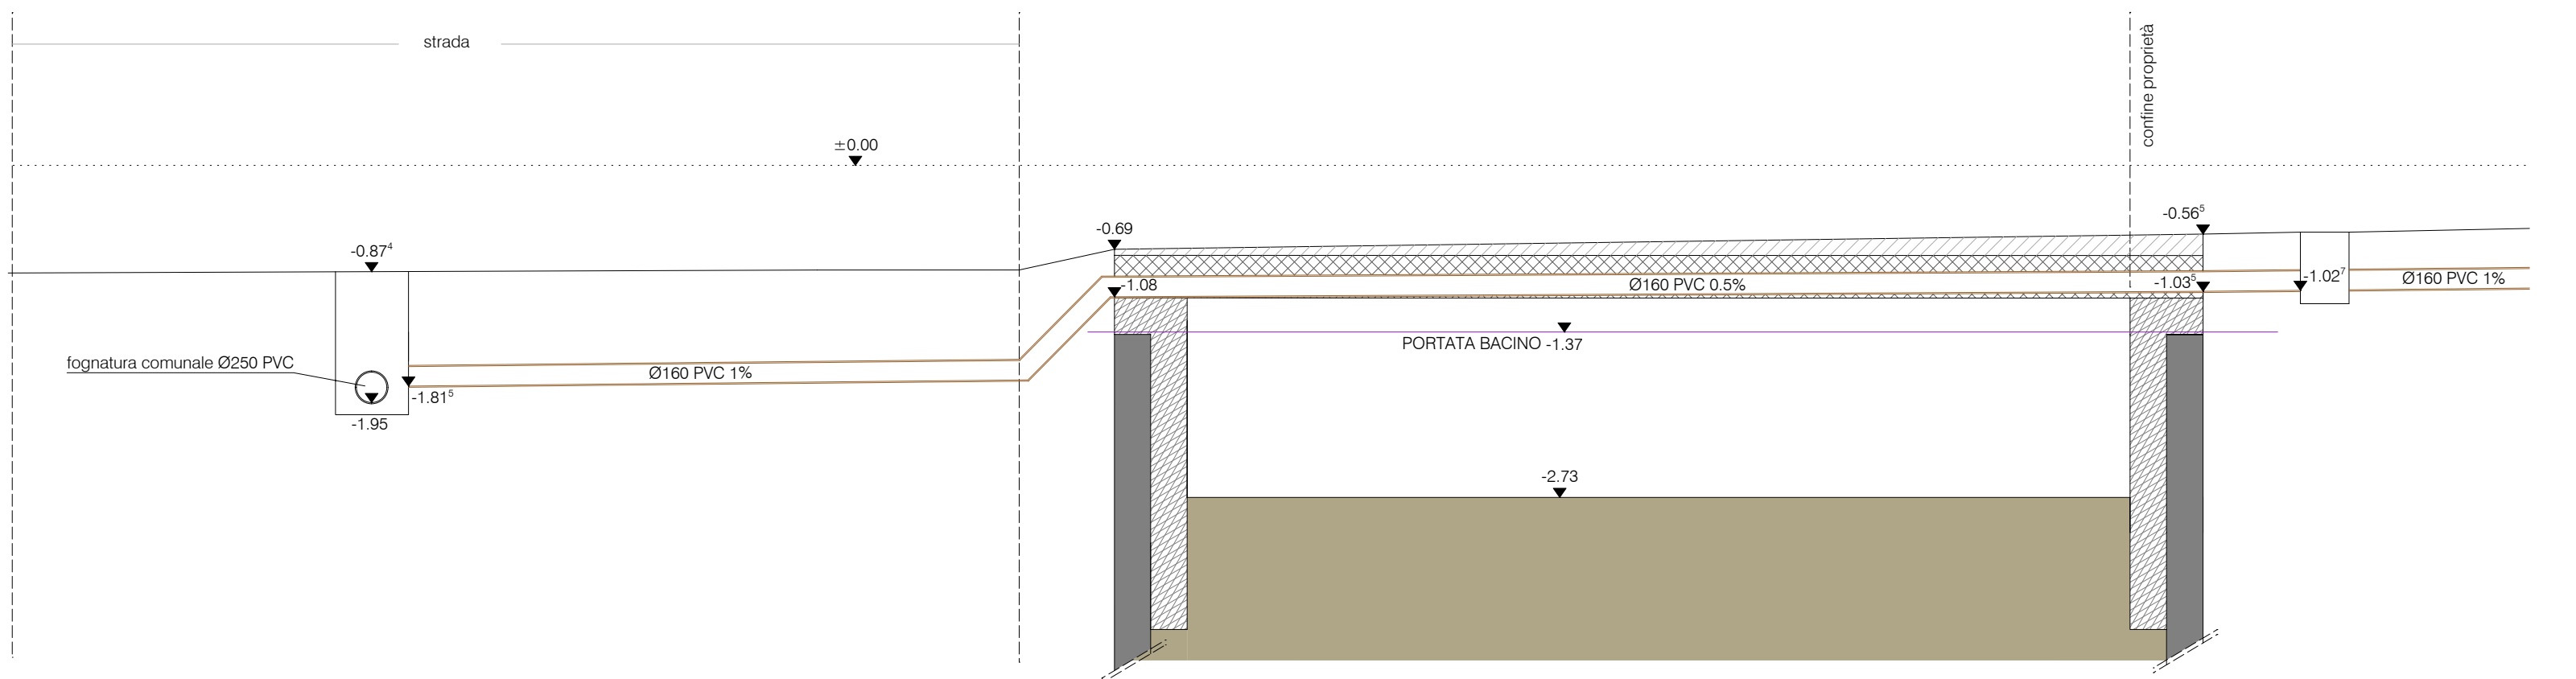 strada
confine proprietà
±0.00
-0.56⁵
-0.69
-0.87⁴
-1.02⁷
Ø160 PVC 1%
-1.03⁵
-1.08
Ø160 PVC 0.5%
PORTATA BACINO -1.37
fognatura comunale Ø250 PVC
Ø160 PVC 1%
-1.81⁵
-1.95
-2.73